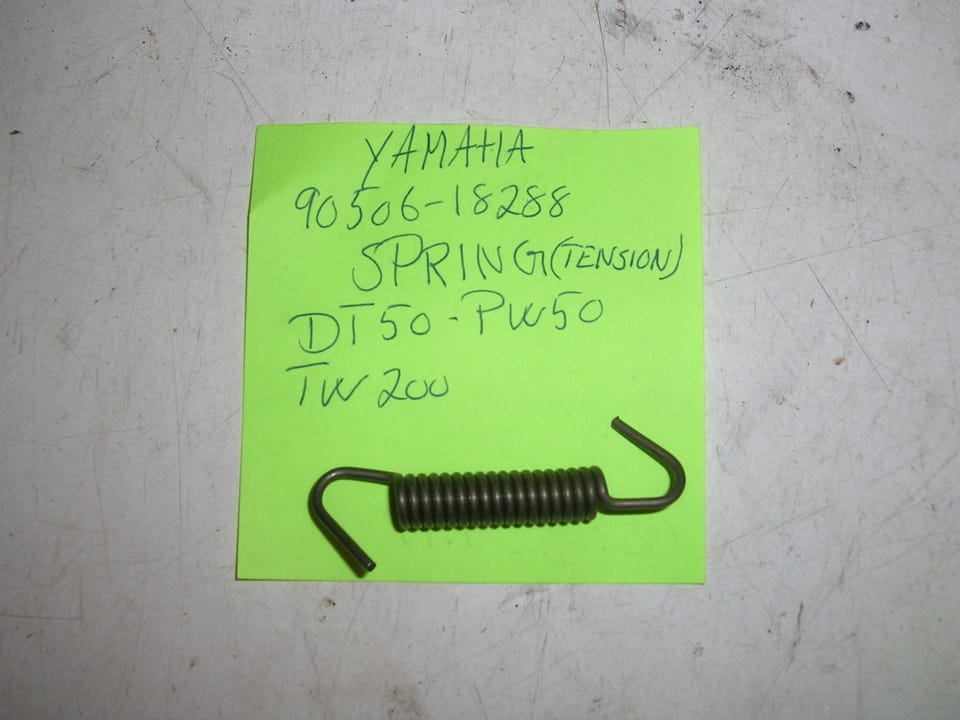 YAMAHA
90506-18288
SPRING (TENSION)
DT50 - PW50
TW200